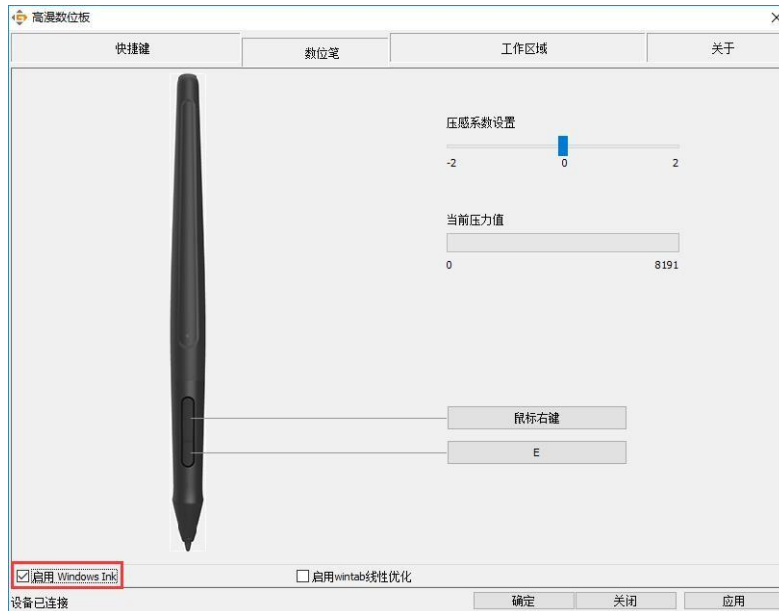 高漫数位板
快捷键 数位笔 工作区域 关于
压感系数设置
-2 0 2
当前压力值
0 8191
鼠标右键
E
启用 Windows Ink 启用wintab线性优化
设备已连接 确定 关闭 应用